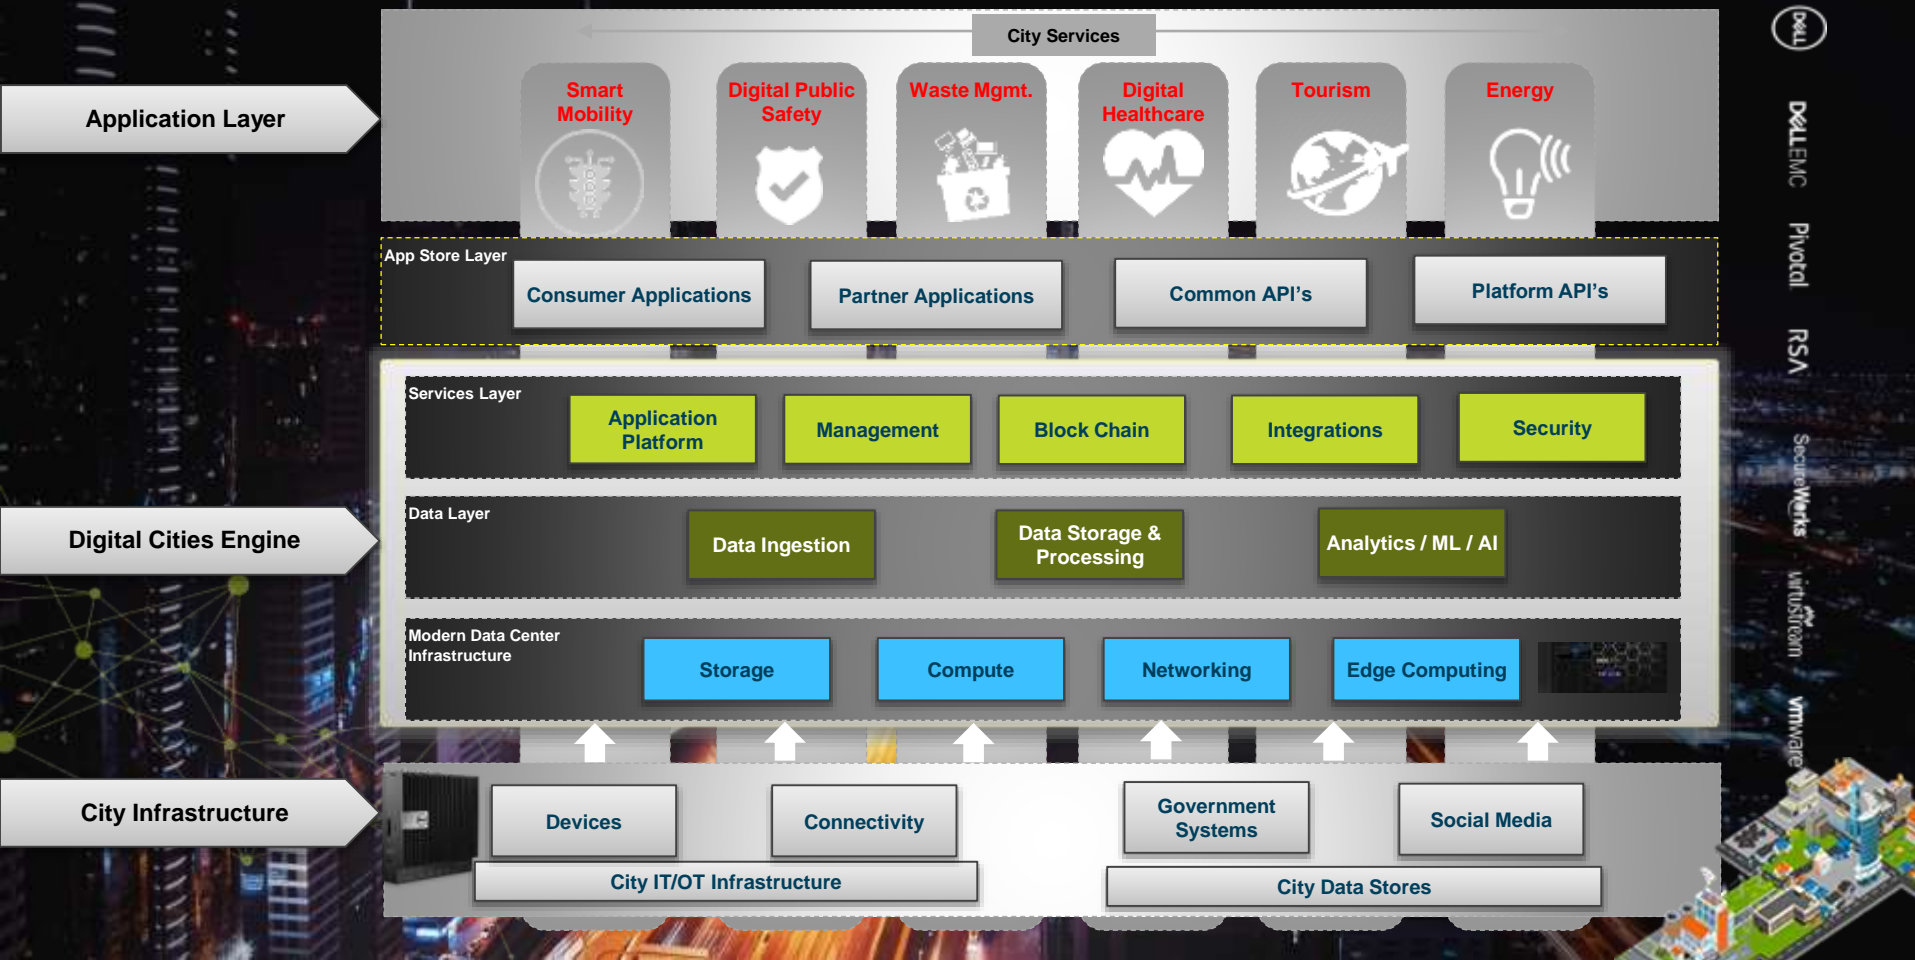 City Services
Application Layer
Smart
Mobility
Digital Public
Safety
Waste Mgmt.
Digital
Healthcare
Tourism
Energy
App Store Layer
Consumer Applications
Partner Applications
Common API's
Platform API's
Digital Cities Engine
Services Layer
Application
Platform
Management
Block Chain
Integrations
Security
Data Layer
Data Ingestion
Data Storage &
Processing
Analytics / ML / AI
Modern Data Center
Infrastructure
Storage
Compute
Networking
Edge Computing
City Infrastructure
Devices
Connectivity
Government
Systems
Social Media
City IT/OT Infrastructure
City Data Stores
DELL
DELLEMC
Pivotal
RSA
SecureWorks
virtustream
vmware